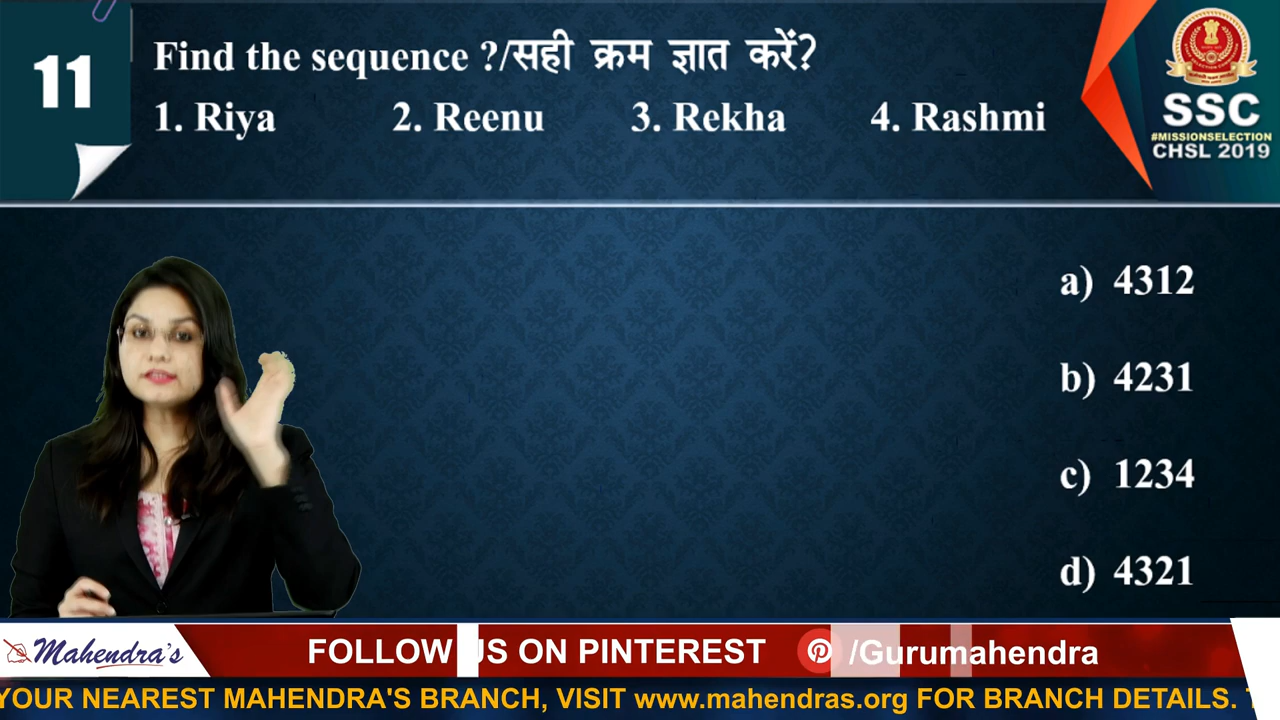 11
Find the sequence ?/सही क्रम ज्ञात करें?
1. Riya 2. Reenu 3. Rekha 4. Rashmi
SSC
#MISSIONSELECTION
CHSL 2019
a) 4312
b) 4231
c) 1234
d) 4321
Mahendra's
FOLLOW US ON PINTEREST /Gurumahendra
YOUR NEAREST MAHENDRA'S BRANCH, VISIT www.mahendras.org FOR BRANCH DETAILS.